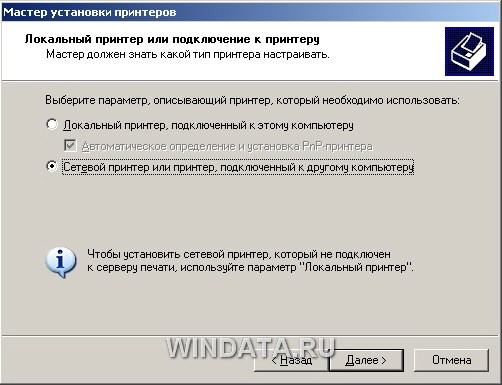 Мастер установки принтеров
Локальный принтер или подключение к принтеру
Мастер должен знать какой тип принтера настраивать.
Выберите параметр, описывающий принтер, который необходимо использовать:
Локальный принтер, подключенный к этому компьютеру
Автоматическое определение и установка PnP-принтера
Сетевой принтер или принтер, подключенный к другому компьютеру
Чтобы установить сетевой принтер, который не подключен
к серверу печати, используйте параметр "Локальный принтер".
WINDATA.RU
< Назад Далее > Отмена